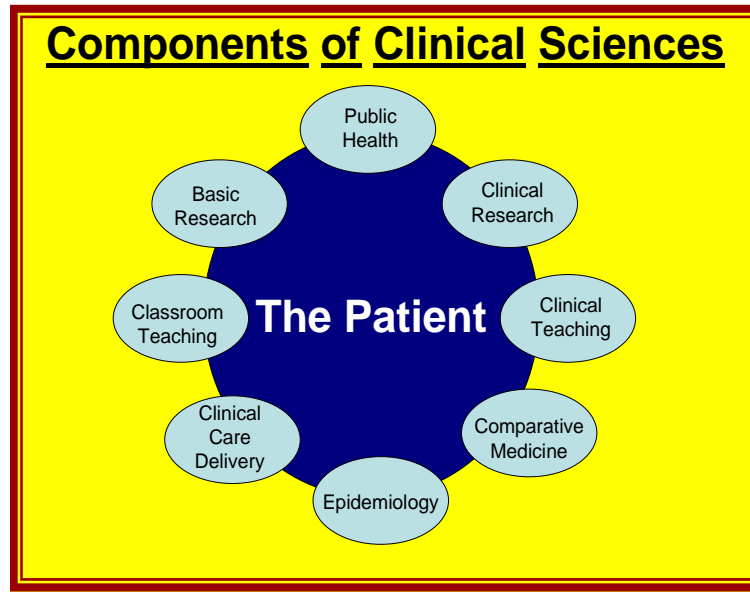 Components of Clinical Sciences
Public
Health
Clinical
Research
Clinical
Teaching
Comparative
Medicine
Epidemiology
Clinical
Care
Delivery
Classroom
Teaching
Basic
Research
The Patient